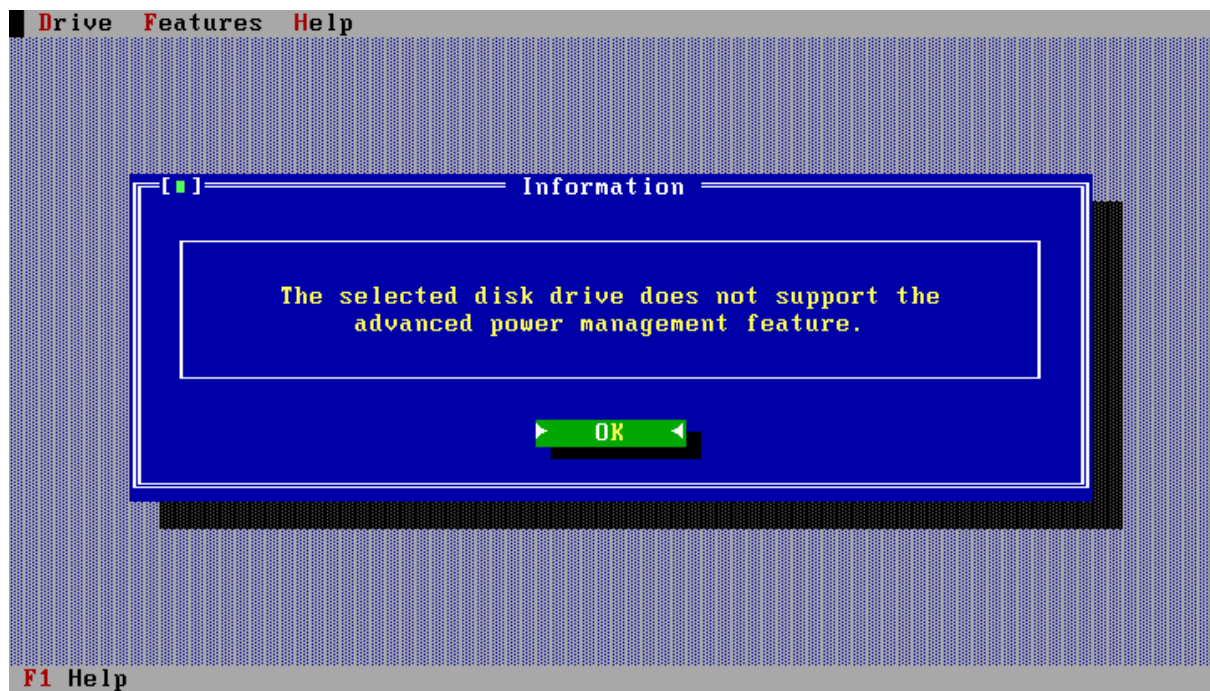 Drive Features Help
Information
The selected disk drive does not support the
advanced power management feature.
OK
F1 Help